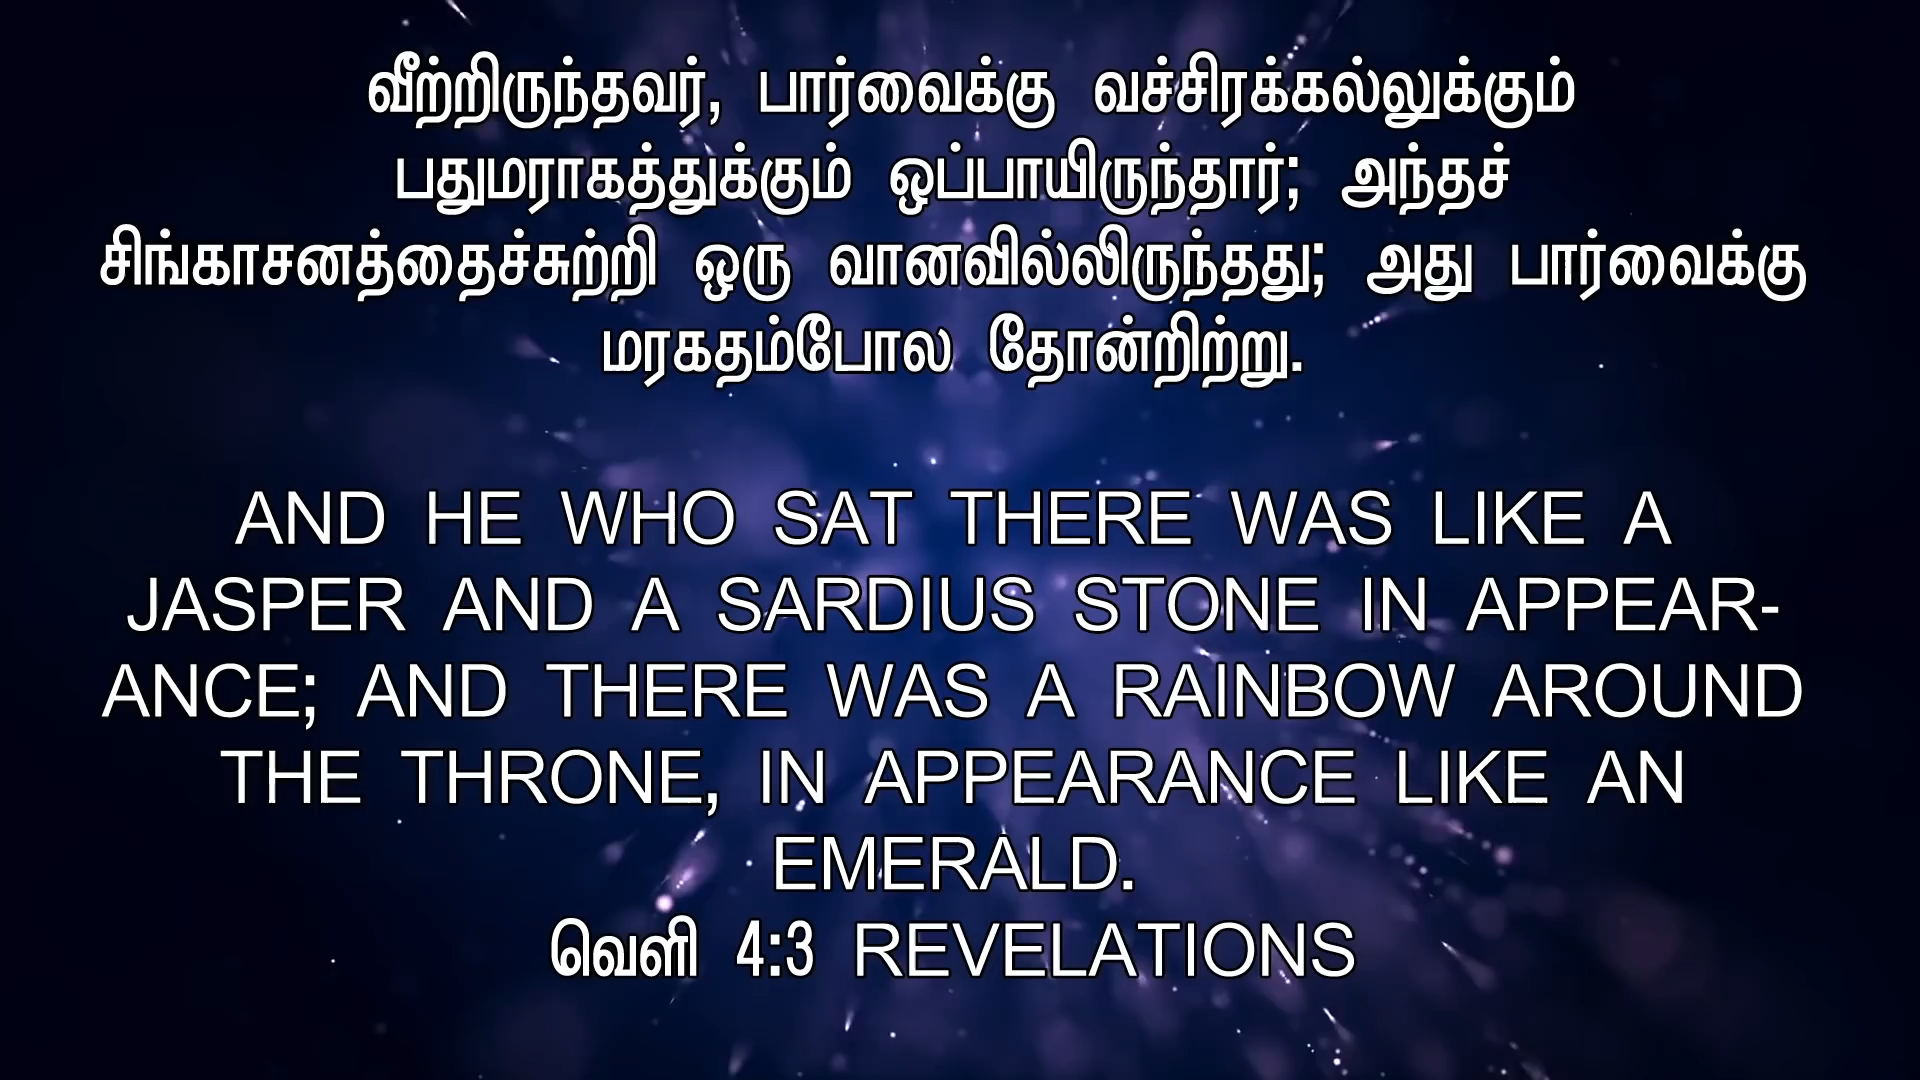 வீற்றிருந்தவர், பார்வைக்கு வச்சிரக்கல்லுக்கும்
பதுமராகத்துக்கும் ஒப்பாயிருந்தார்; அந்தச்
சிங்காசனத்தைச்சுற்றி ஒரு வானவில்லிருந்தது; அது பார்வைக்கு
மரகதம்போல தோன்றிற்று.
AND HE WHO SAT THERE WAS LIKE A
JASPER AND A SARDIUS STONE IN APPEAR-
ANCE; AND THERE WAS A RAINBOW AROUND
THE THRONE, IN APPEARANCE LIKE AN
EMERALD.
வெளி 4:3 REVELATIONS